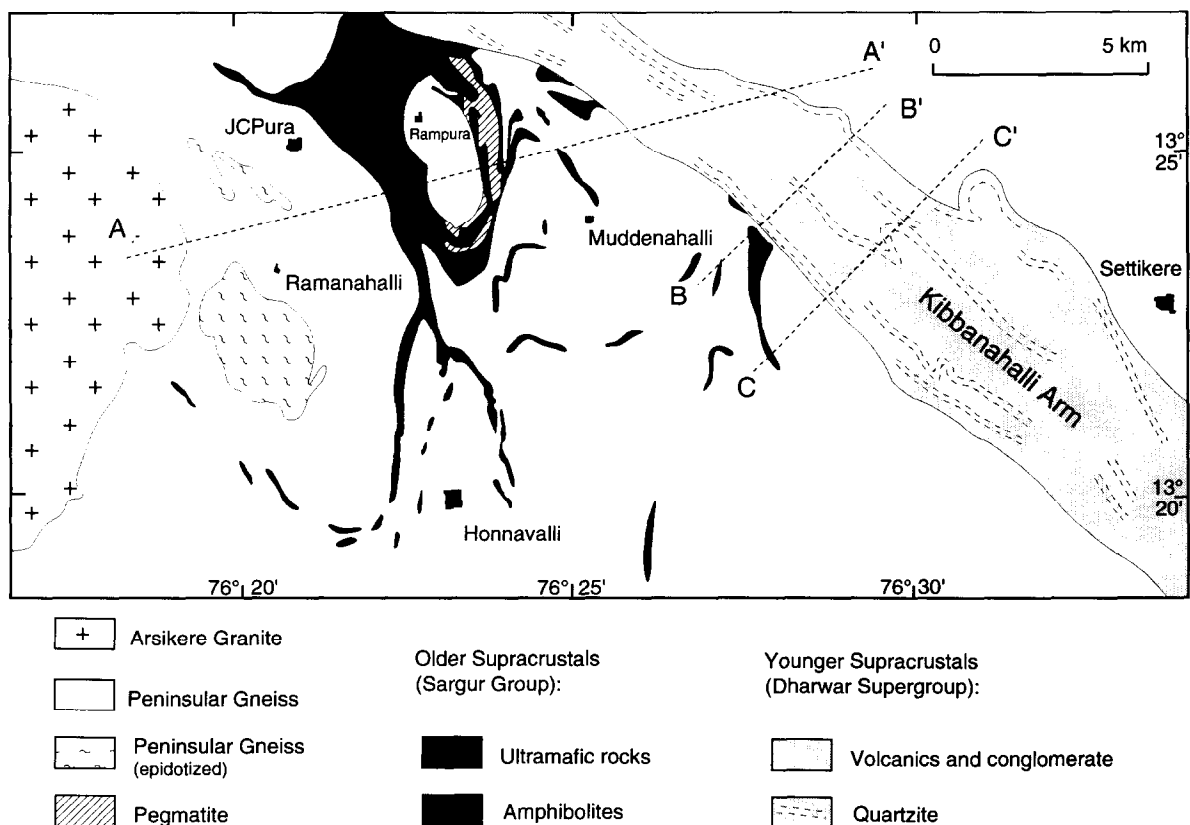 0 5 km
A'
B'
C'
13°
25'
JCPura
Rampura
A
Muddenahalli
Ramanahalli
B
Settikere
C
Kibbanahalli Arm
13°
20'
Honnavalli
76° 20' 76° 25' 76° 30'
+ Arsikere Granite
Peninsular Gneiss
Peninsular Gneiss
(epidotized)
Pegmatite
Older Supracrustals
(Sargur Group):
Ultramafic rocks
Amphibolites
Younger Supracrustals
(Dharwar Supergroup):
Volcanics and conglomerate
Quartzite